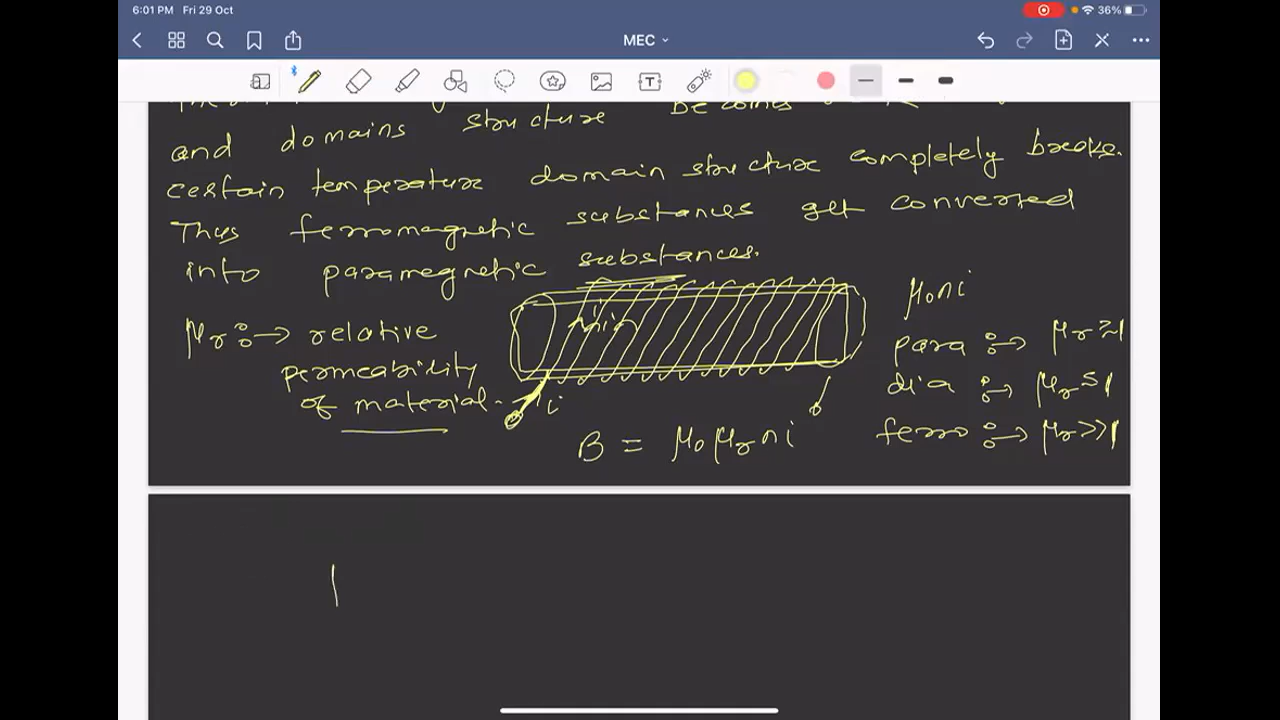 6:01 PM Fri 29 Oct
36%
MEC
and domains structure becomes
certain temperature domain structure completely breaks.
Thus ferromagnetic substances get converted
into paramegnetic substances.
μ₀ni
μr :→ relative
permeability
of material.
i
para :→ μr ≈ 1
dia :→ μr ≤ 1
ferro :→ μr >> 1
B = μ₀μr n i